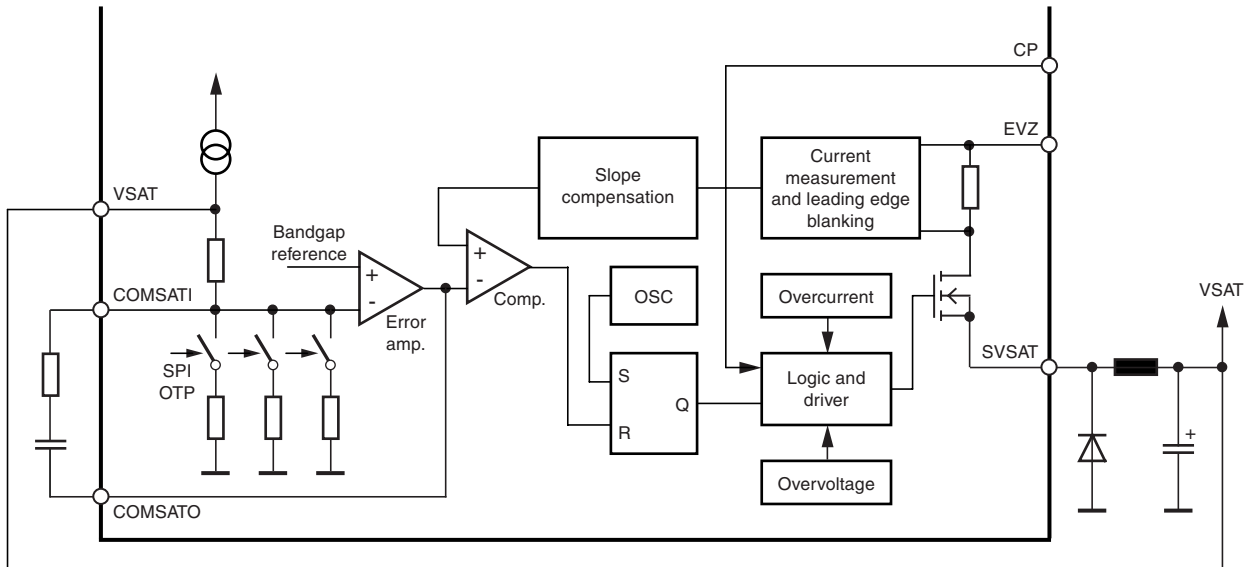 CP
EVZ
Slope
compensation
Current
measurement
and leading edge
blanking
VSAT
Bandgap
reference
+
-
+
-
Comp.
OSC
Overcurrent
VSAT
COMSATI
Error
amp.
SPI
OTP
S
Q
R
Logic and
driver
SVSAT
+
Overvoltage
COMSATO